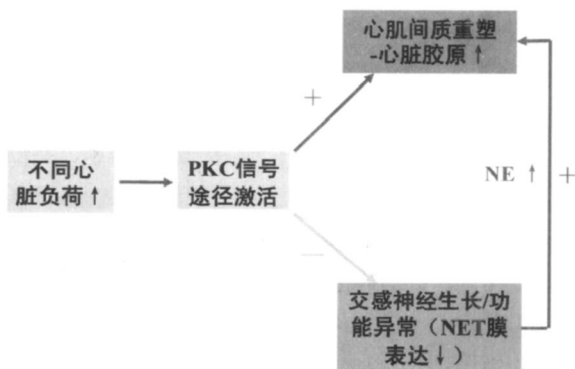 心肌间质重塑
-心脏胶原↑
+
不同心
脏负荷↑
PKC信号
途径激活
NE ↑ +
—
交感神经生长/功
能异常（NET膜
表达↓）